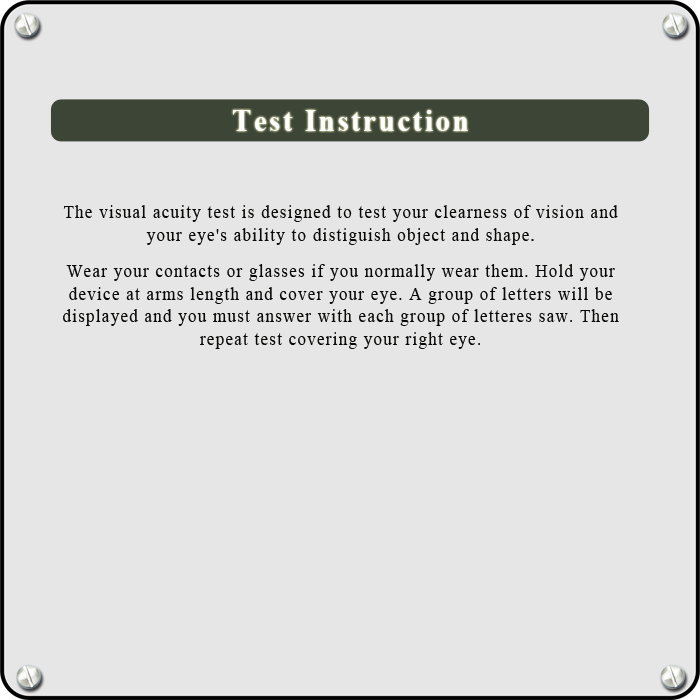 Test Instruction
The visual acuity test is designed to test your clearness of vision and
your eye's ability to distiguish object and shape.
Wear your contacts or glasses if you normally wear them. Hold your
device at arms length and cover your eye. A group of letters will be
displayed and you must answer with each group of letteres saw. Then
repeat test covering your right eye.